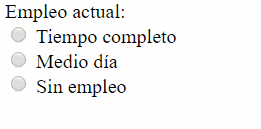 Empleo actual:
Tiempo completo
Medio día
Sin empleo